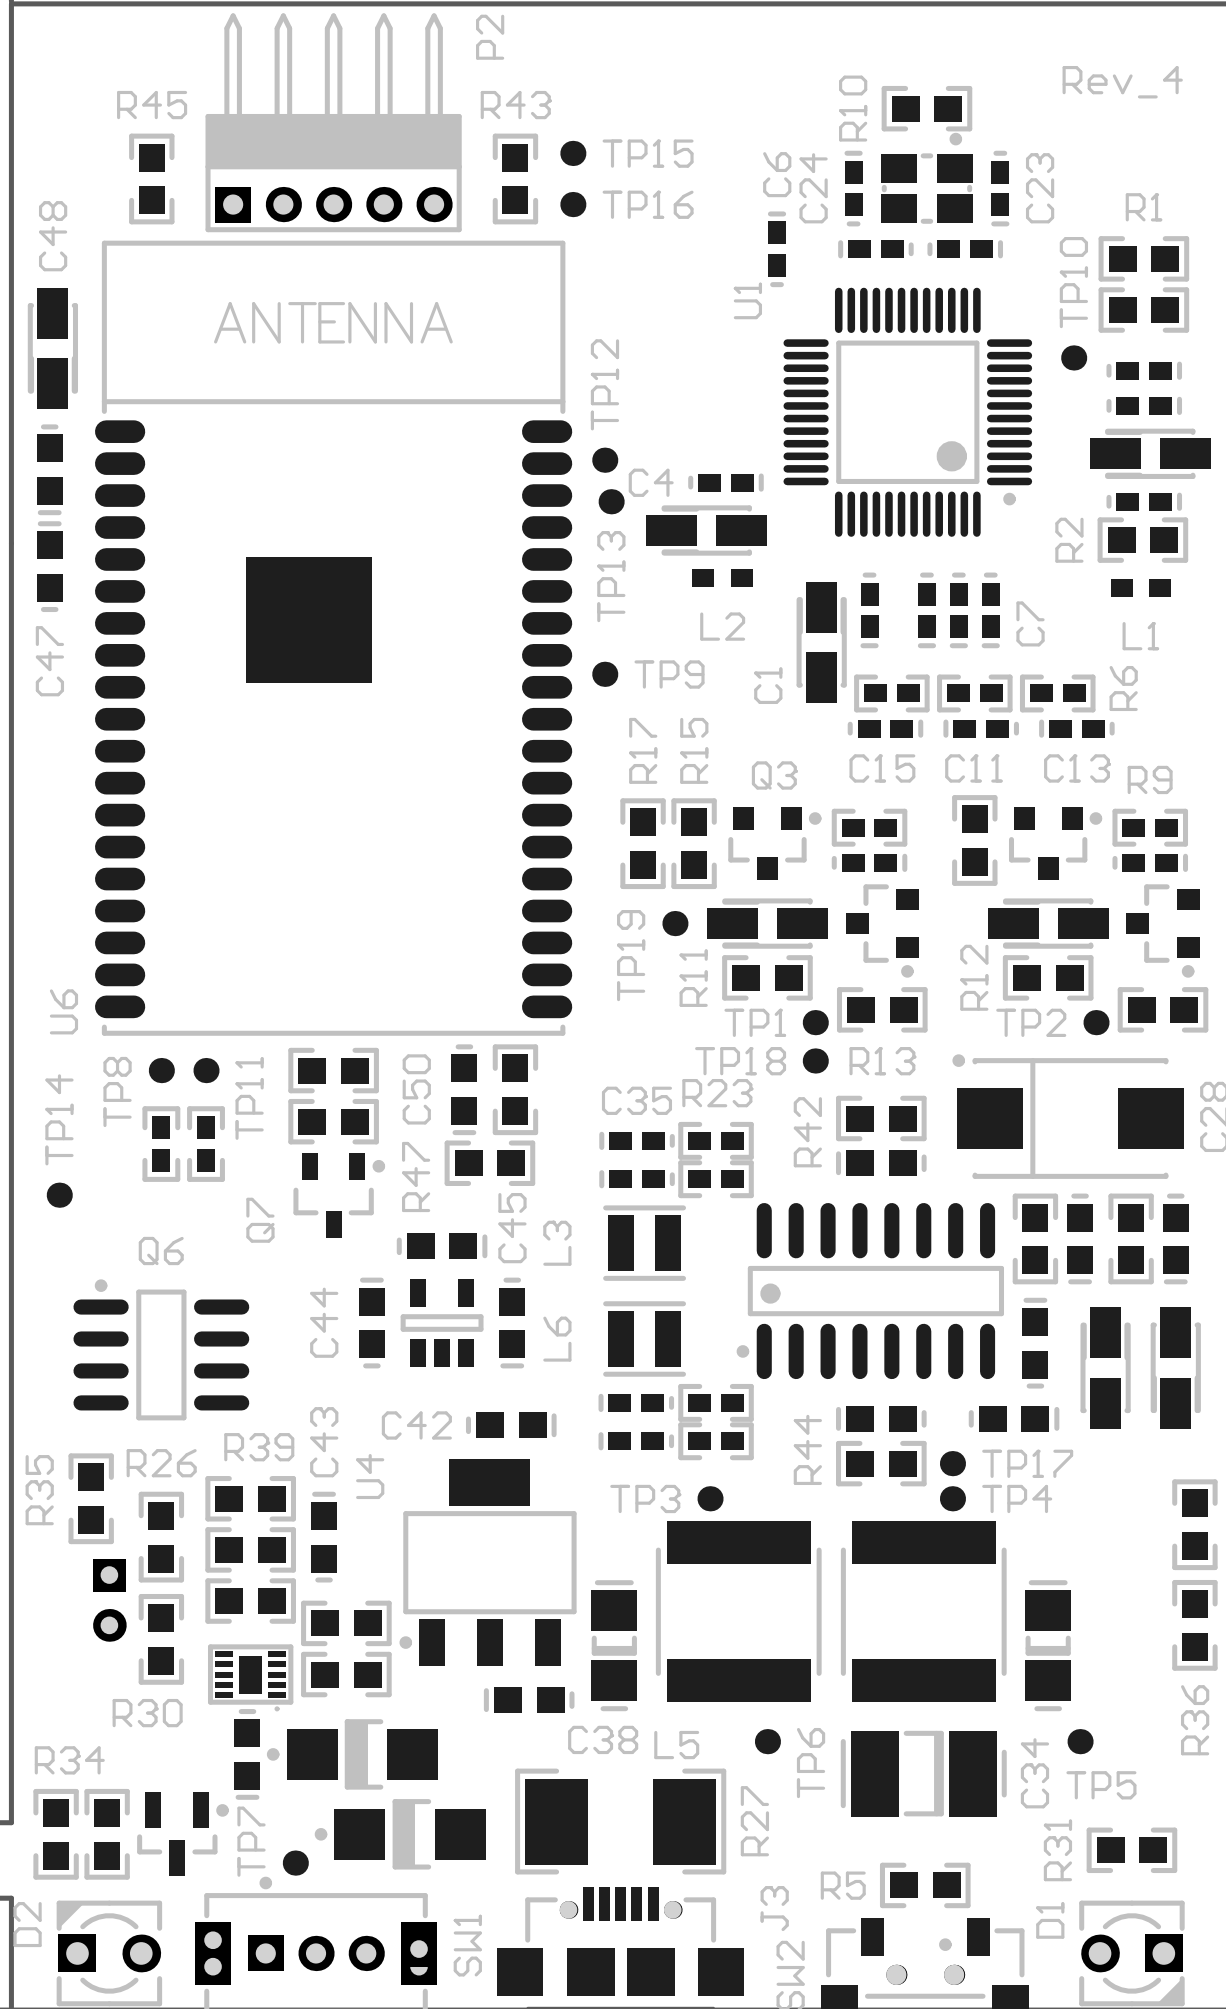 P2
Rev_4
R45
R43
R10
TP15
C6
C24
C23
TP16
R1
C48
TP10
U1
ANTENNA
TP12
C4
R2
TP13
C7
L2
L1
C47
TP9
C1
R6
R17
R15
Q3
C15
C11
C13
R9
TP19
R11
R12
U6
TP1
TP2
TP18
R13
TP8
TP11
C50
TP14
C35
R23
R42
C28
R47
Q7
C45
L3
Q6
C44
L6
C42
R39
C43
R26
U4
R44
TP17
R35
TP3
TP4
R30
R36
C38
L5
R34
TP6
C34
TP5
TP7
R27
R31
R5
D2
SW1
J3
SW2
D1